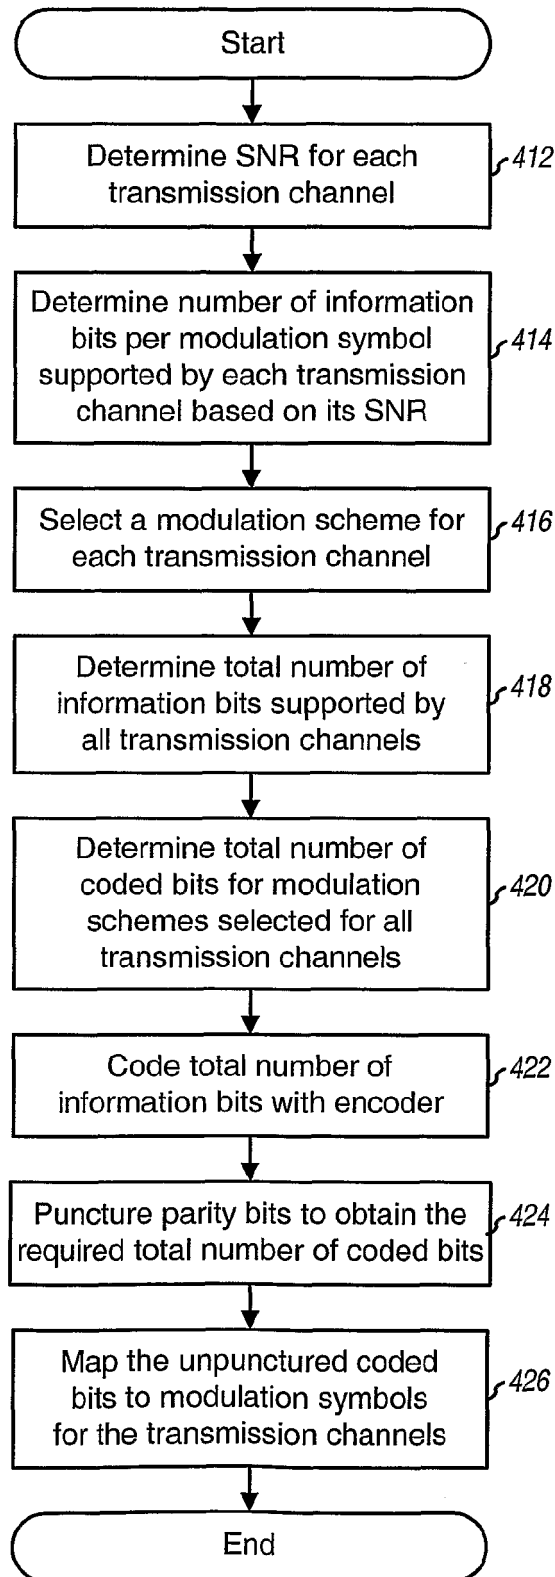 Start
Determine SNR for each
transmission channel
412
Determine number of information
bits per modulation symbol
supported by each transmission
channel based on its SNR
414
Select a modulation scheme for
each transmission channel
416
Determine total number of
information bits supported by
all transmission channels
418
Determine total number of
coded bits for modulation
schemes selected for all
transmission channels
420
Code total number of
information bits with encoder
422
Puncture parity bits to obtain the
required total number of coded bits
424
Map the unpunctured coded
bits to modulation symbols
for the transmission channels
426
End